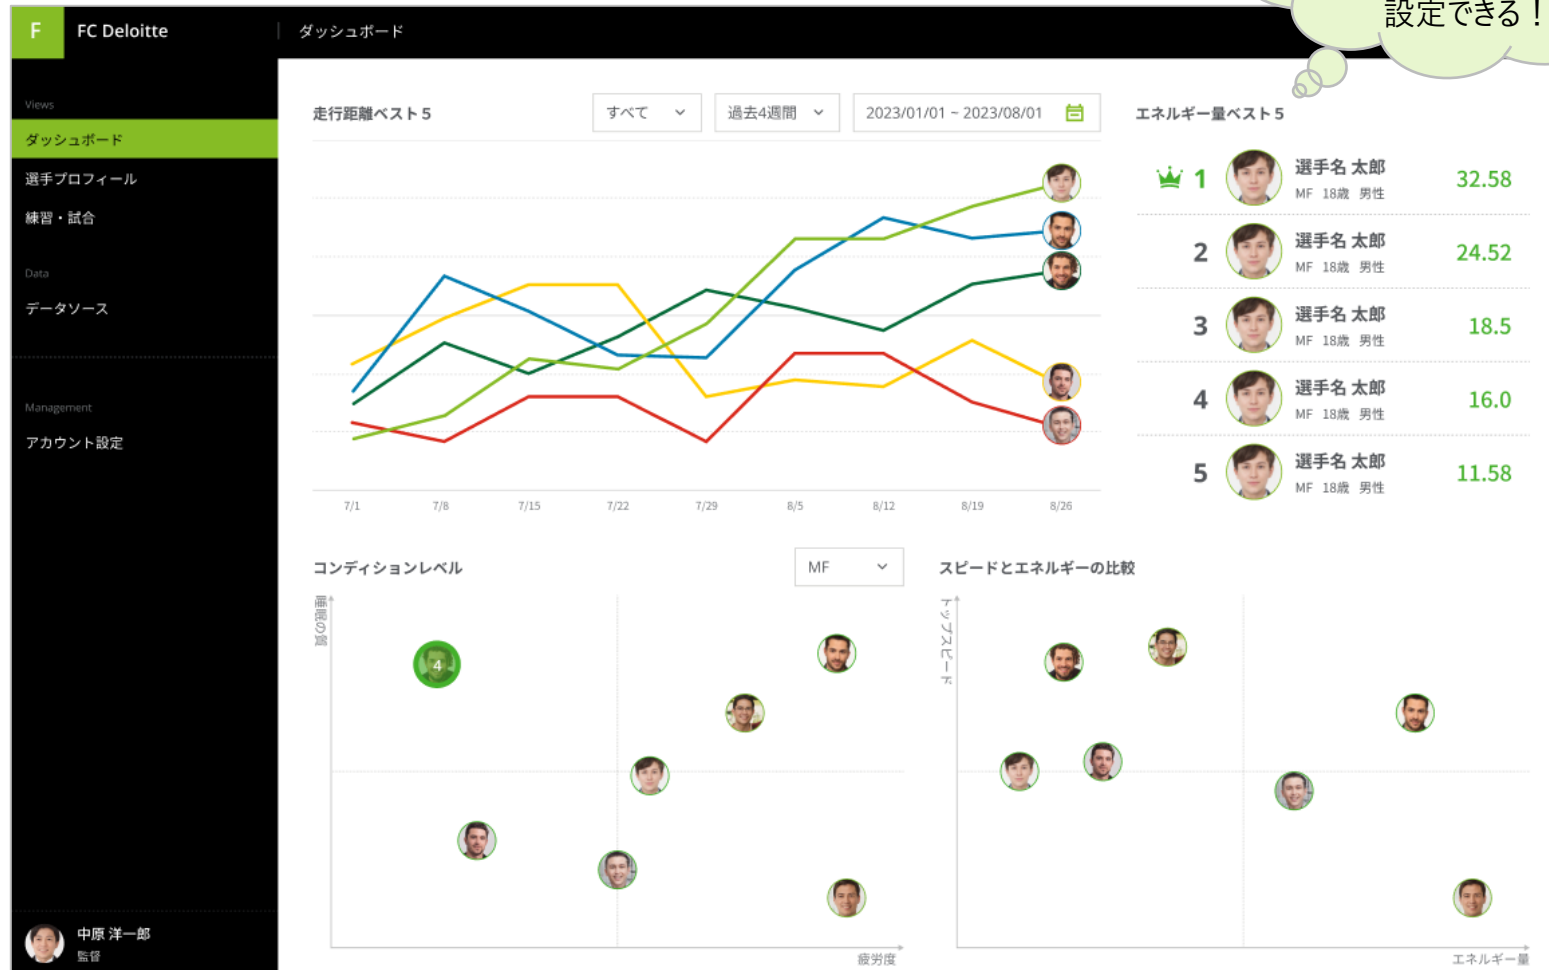 設定できる！
F
FC Deloitte
ダッシュボード
Views
ダッシュボード
選手プロフィール
練習・試合
Data
データソース
Management
アカウント設定
中原 洋一郎
監督
走行距離ベスト5
すべて
過去4週間
2023/01/01 ~ 2023/08/01
7/1
7/8
7/15
7/22
7/29
8/5
8/12
8/19
8/26
エネルギー量ベスト5
1
選手名 太郎
32.58
MF 18歳 男性
2
選手名 太郎
24.52
MF 18歳 男性
3
選手名 太郎
18.5
MF 18歳 男性
4
選手名 太郎
16.0
MF 18歳 男性
5
選手名 太郎
11.58
MF 18歳 男性
コンディションレベル
MF
睡眠の質
4
疲労度
スピードとエネルギーの比較
トップスピード
エネルギー量